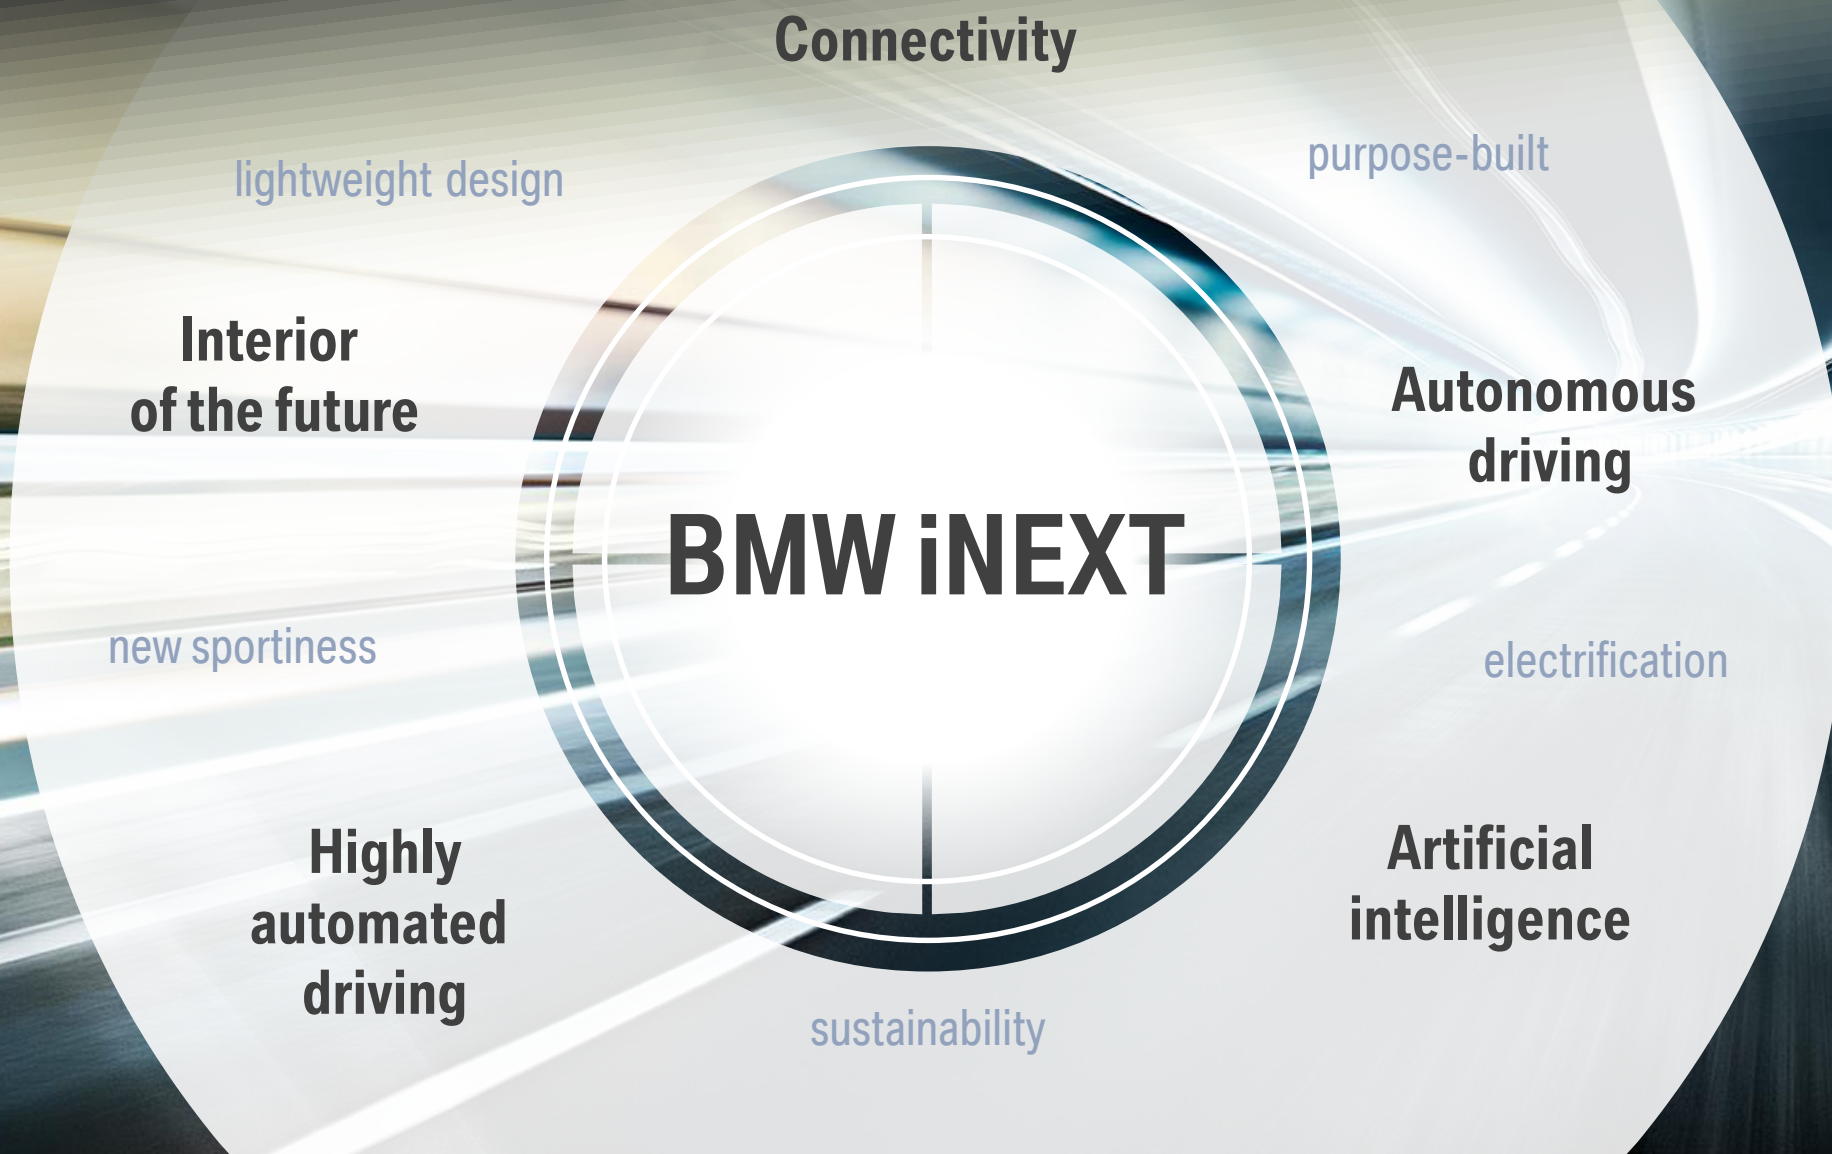 Connectivity
lightweight design
purpose-built
Interior
of the future
Autonomous
driving
BMW iNEXT
new sportiness
electrification
Highly
automated
driving
Artificial
intelligence
sustainability